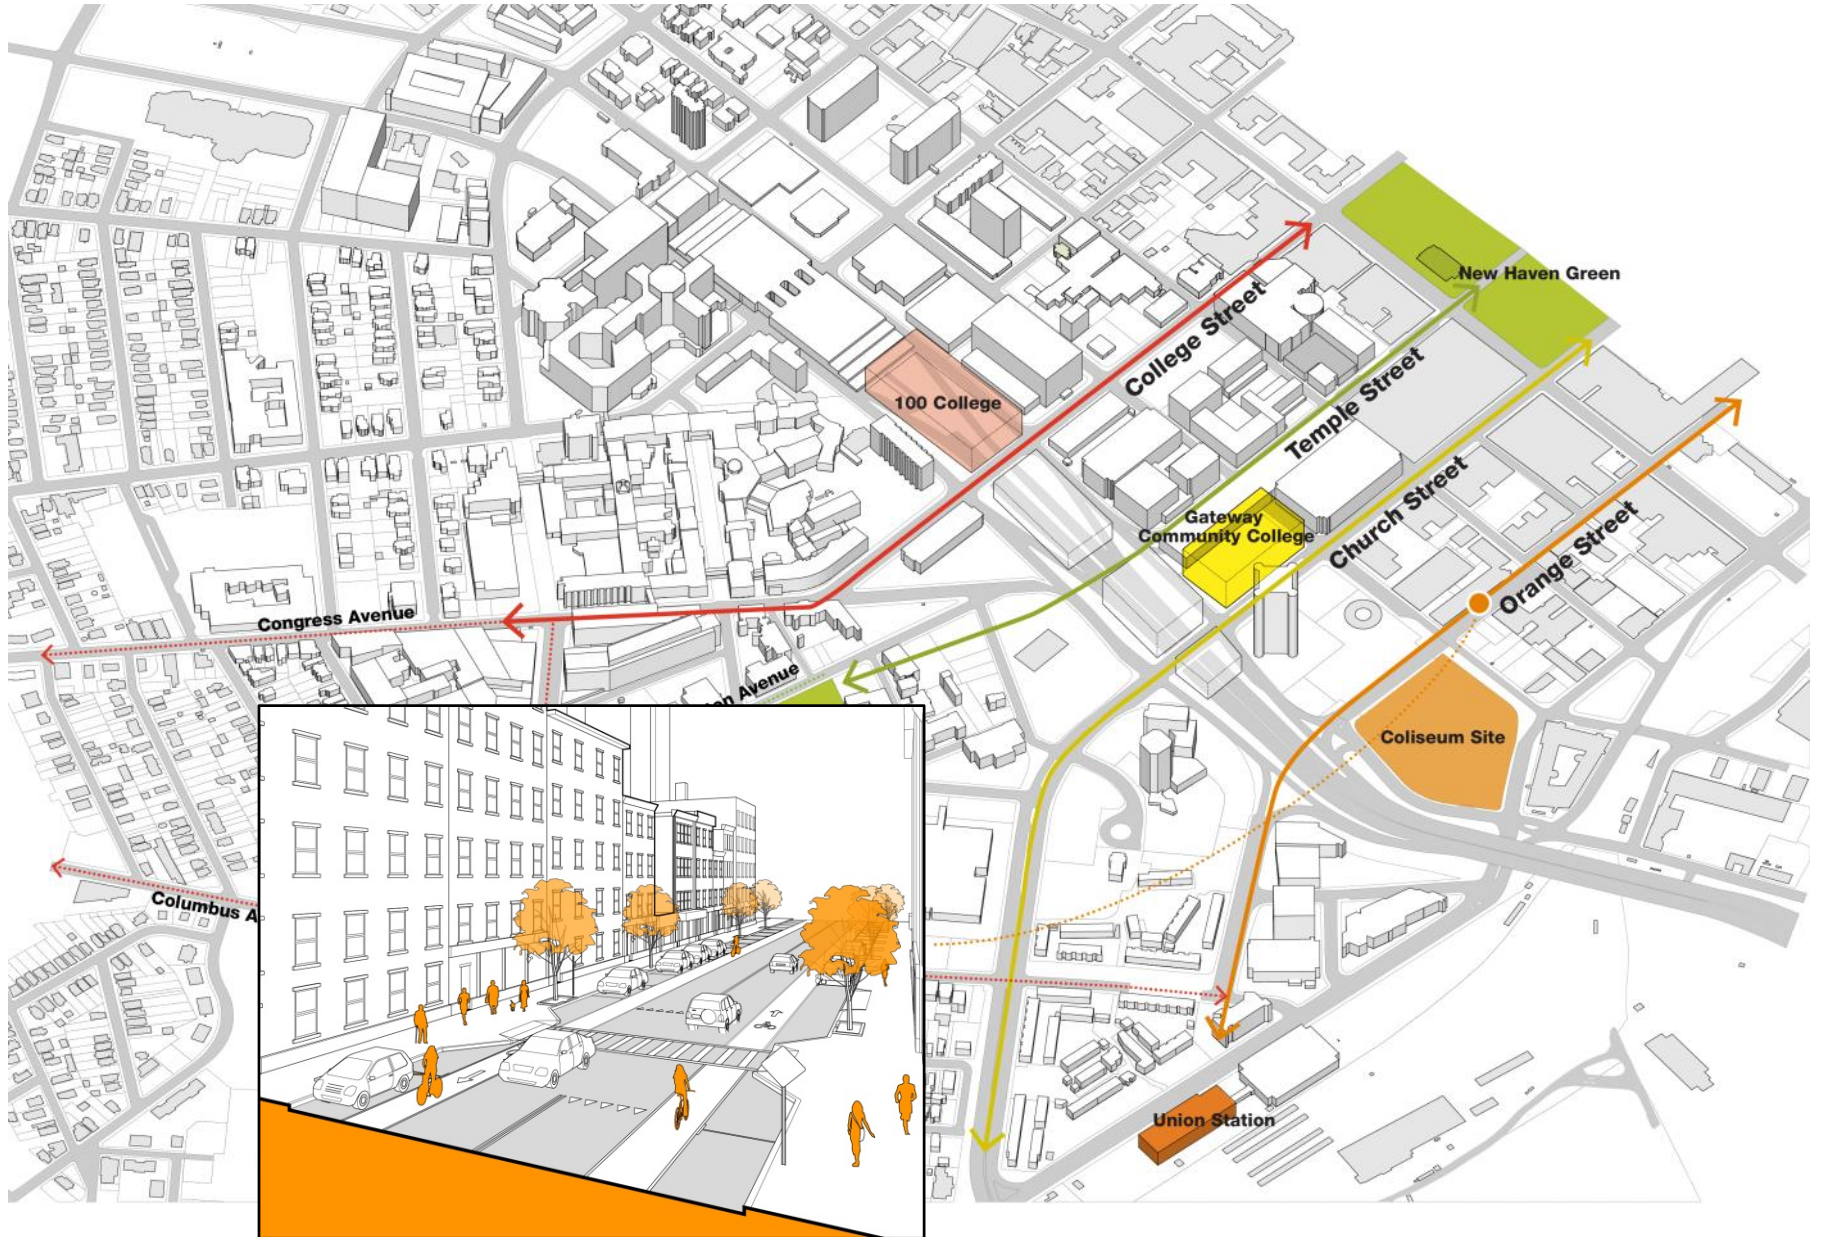 New Haven Green
College Street
Temple Street
100 College
Church Street
Gateway
Community College
Orange Street
Congress Avenue
Avenue
Coliseum Site
Columbus A
Union Station